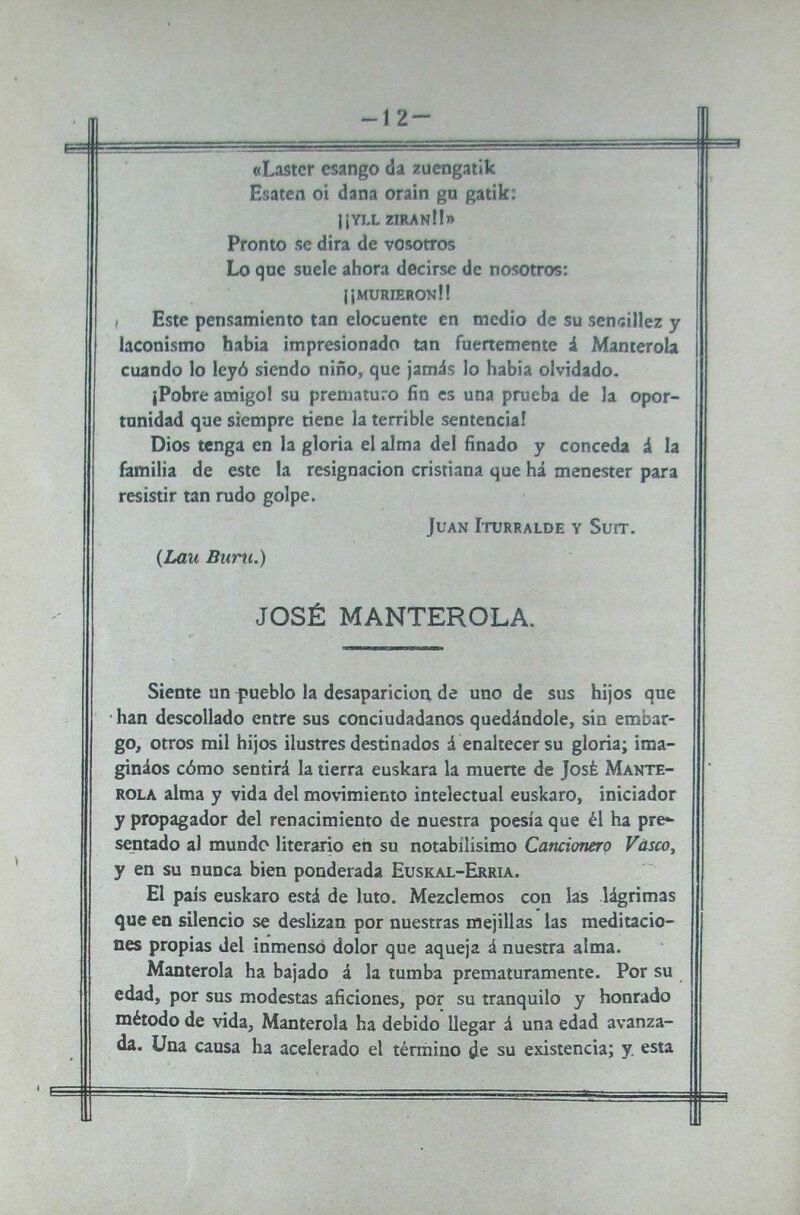 —12—
«Laster esango da zuengatik
Esaten oi dana orain gu gatik:
¡¡YLL ZIRAN!!»
Pronto se dira de vosotros
Lo que suele ahora decirse de nosotros:
¡¡MURIERON!!
Este pensamiento tan elocuente en medio de su sencillez y
laconismo habia impresionado tan fuertemente á Manterola
cuando lo leyó siendo niño, que jamás lo habia olvidado.
¡Pobre amigo! su prematuro fin es una prueba de la opor-
tunidad que siempre tiene la terrible sentencia!
Dios tenga en la gloria el alma del finado y conceda á la
familia de este la resignacion cristiana que há menester para
resistir tan rudo golpe.
JUAN ITURRALDE Y SUIT.
(Lau Buru.)
JOSÉ MANTEROLA.
Siente un pueblo la desaparicion de uno de sus hijos que
han descollado entre sus conciudadanos quedándole, sin embar-
go, otros mil hijos ilustres destinados á enaltecer su gloria; ima-
gináos cómo sentirá la tierra euskara la muerte de JOSÉ MANTE-
ROLA alma y vida del movimiento intelectual euskaro, iniciador
y propagador del renacimiento de nuestra poesía que él ha pre-
sentado al mundo literario en su notabilisimo Cancionero Vasco,
y en su nunca bien ponderada EUSKAL-ERRIA.
El país euskaro está de luto. Mezclemos con las lágrimas
que en silencio se deslizan por nuestras mejillas las meditacio-
nes propias del inmenso dolor que aqueja á nuestra alma.
Manterola ha bajado á la tumba prematuramente. Por su
edad, por sus modestas aficiones, por su tranquilo y honrado
método de vida, Manterola ha debido llegar á una edad avanza-
da. Una causa ha acelerado el término de su existencia; y esta